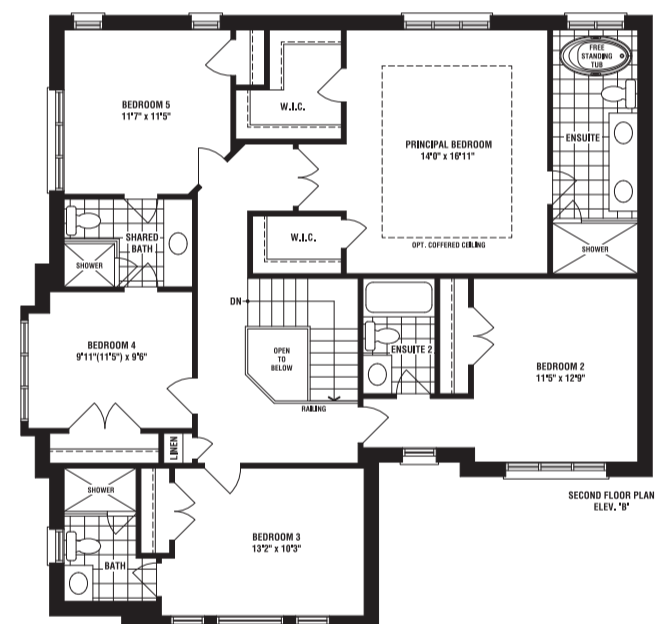 FREE
STANDING
TUB
BEDROOM 5
11'7" x 11'5"
W.I.C.
PRINCIPAL BEDROOM
14'0" x 16'11"
ENSUITE
SHARED
BATH
SHOWER
W.I.C.
OPT. COFFERED CEILING
SHOWER
DN
BEDROOM 4
9'11"(11'5") x 9'6"
OPEN
TO
BELOW
ENSUITE 2
BEDROOM 2
11'5" x 12'9"
RAILING
LINEN
SHOWER
SECOND FLOOR PLAN
ELEV. 'B'
BEDROOM 3
13'2" x 10'3"
BATH